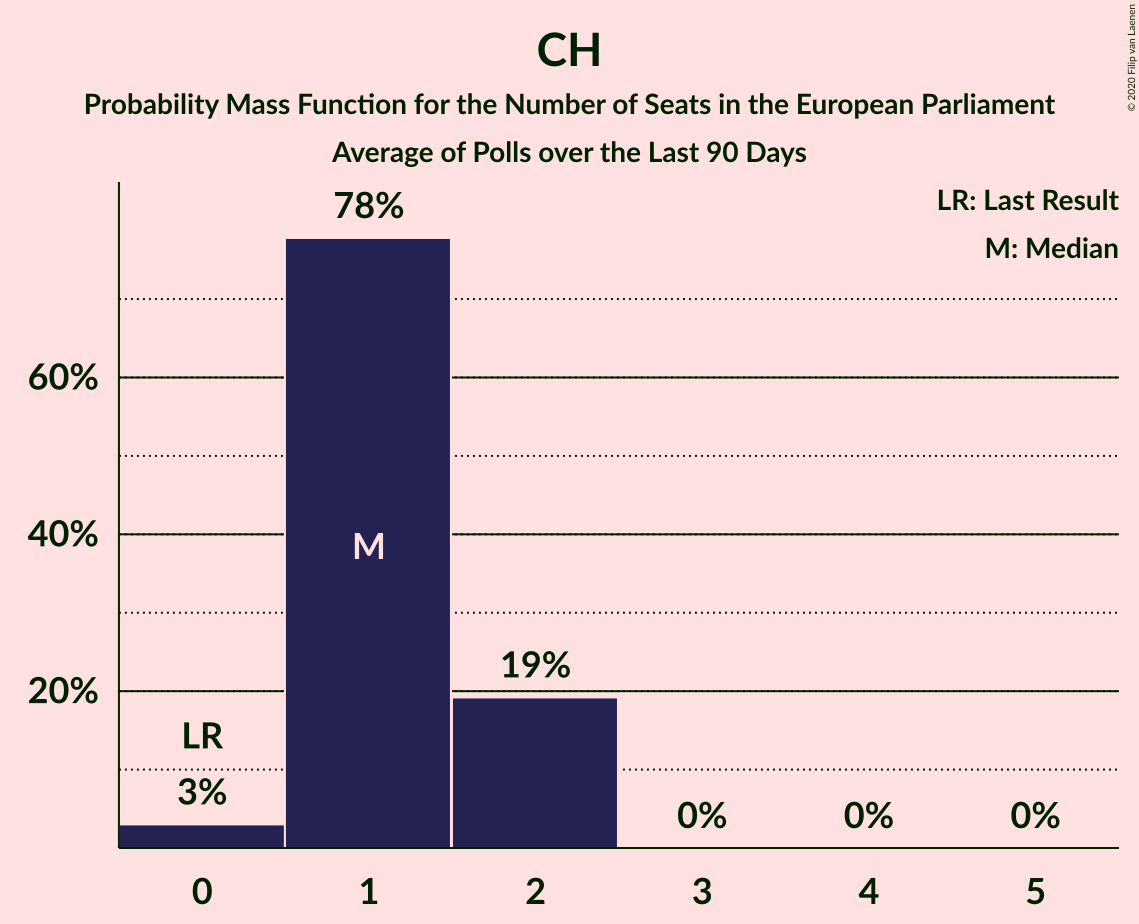 CH
Probability Mass Function for the Number of Seats in the European Parliament
Average of Polls over the Last 90 Days
© 2020 Filip van Laenen
LR: Last Result
M: Median
78%
60%
40%
M
20%
19%
LR
3%
0%
0%
0%
0
1
2
3
4
5